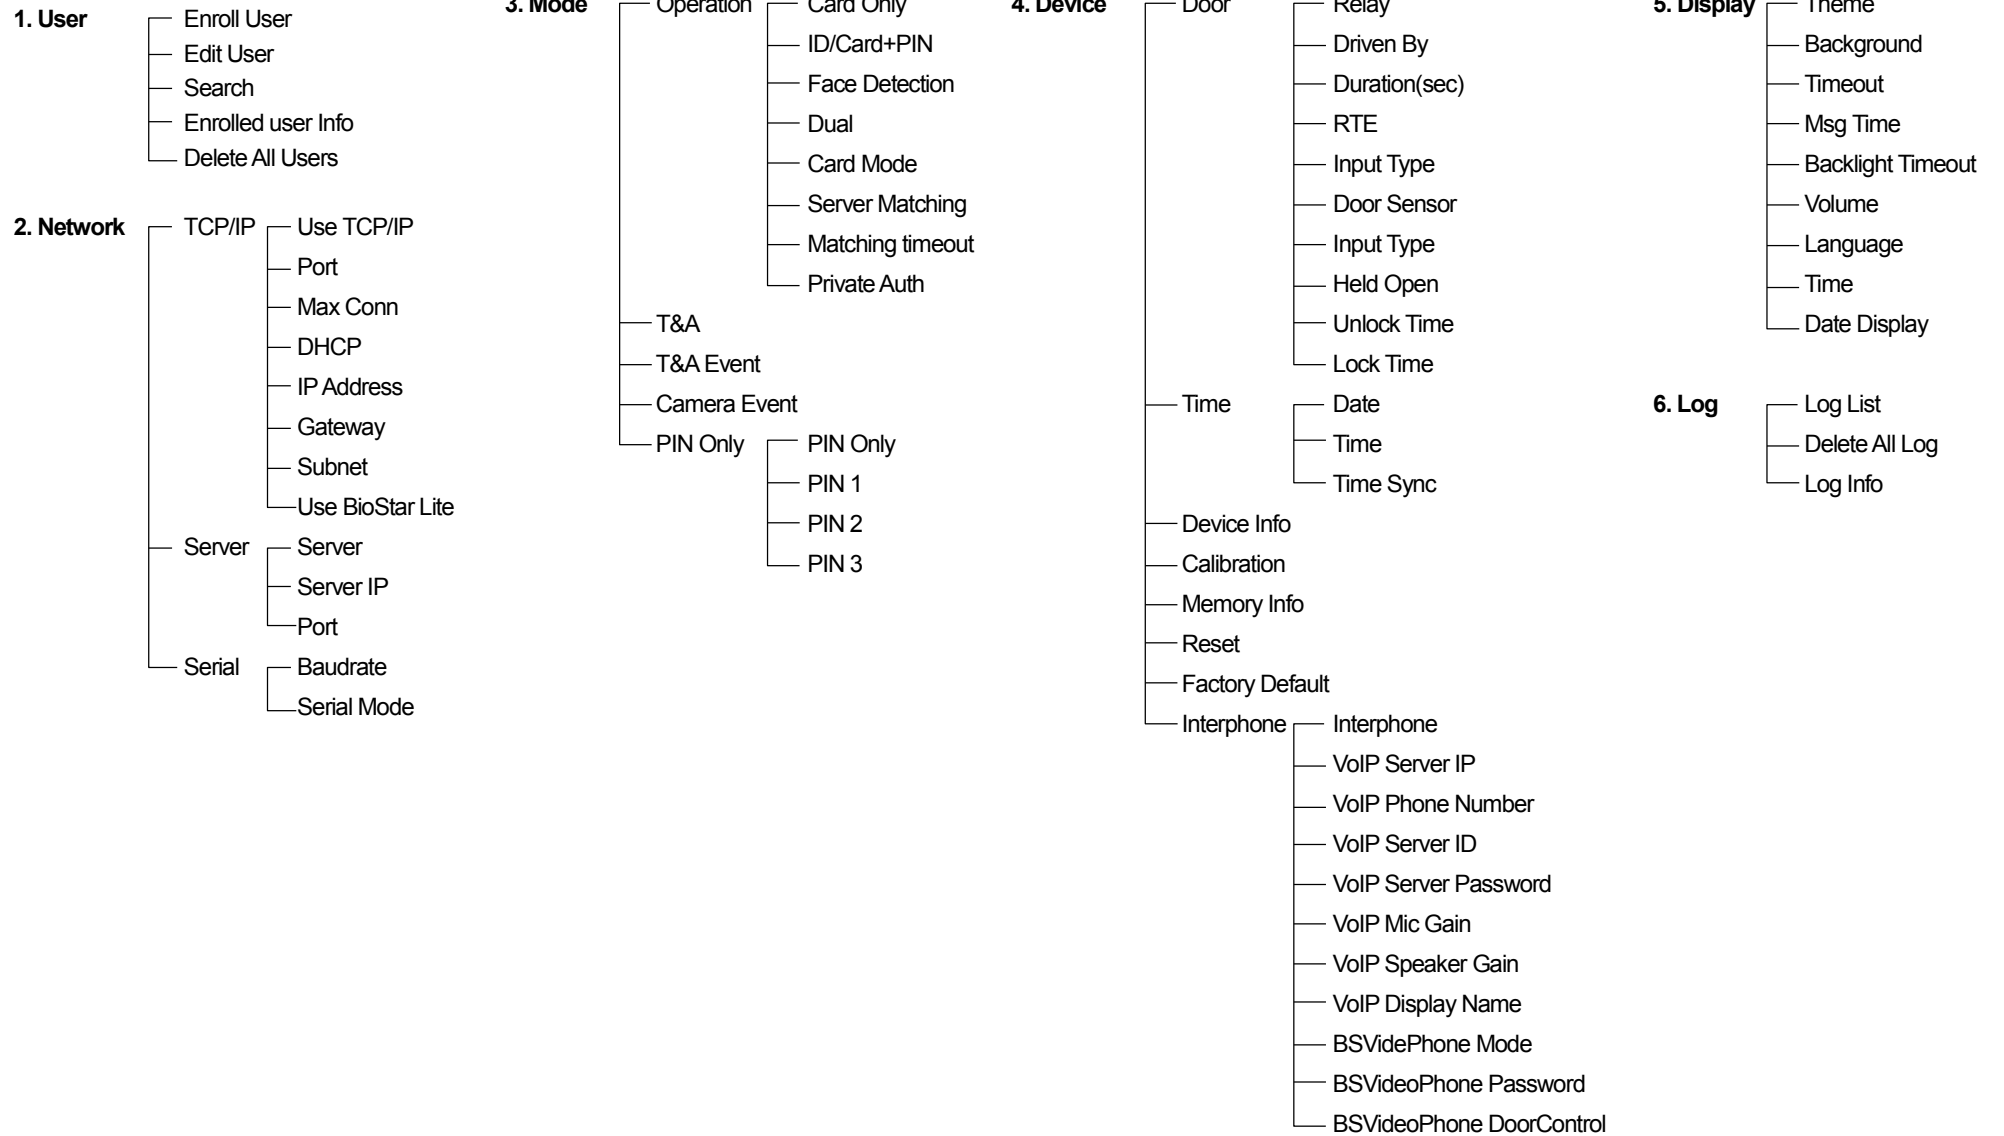 1. User
Enroll User
Edit User
Search
Enrolled user Info
Delete All Users
2. Network
TCP/IP
Use TCP/IP
Port
Max Conn
DHCP
IP Address
Gateway
Subnet
Use BioStar Lite
Server
Server
Server IP
Port
Serial
Baudrate
Serial Mode
3. Mode
Operation
Card Only
ID/Card+PIN
Face Detection
Dual
Card Mode
Server Matching
Matching timeout
Private Auth
T&A
T&A Event
Camera Event
PIN Only
PIN Only
PIN 1
PIN 2
PIN 3
4. Device
Door
Relay
Driven By
Duration(sec)
RTE
Input Type
Door Sensor
Input Type
Held Open
Unlock Time
Lock Time
Time
Date
Time
Time Sync
Device Info
Calibration
Memory Info
Reset
Factory Default
Interphone
Interphone
VoIP Server IP
VoIP Phone Number
VoIP Server ID
VoIP Server Password
VoIP Mic Gain
VoIP Speaker Gain
VoIP Display Name
BSVidePhone Mode
BSVideoPhone Password
BSVideoPhone DoorControl
5. Display
Theme
Background
Timeout
Msg Time
Backlight Timeout
Volume
Language
Time
Date Display
6. Log
Log List
Delete All Log
Log Info